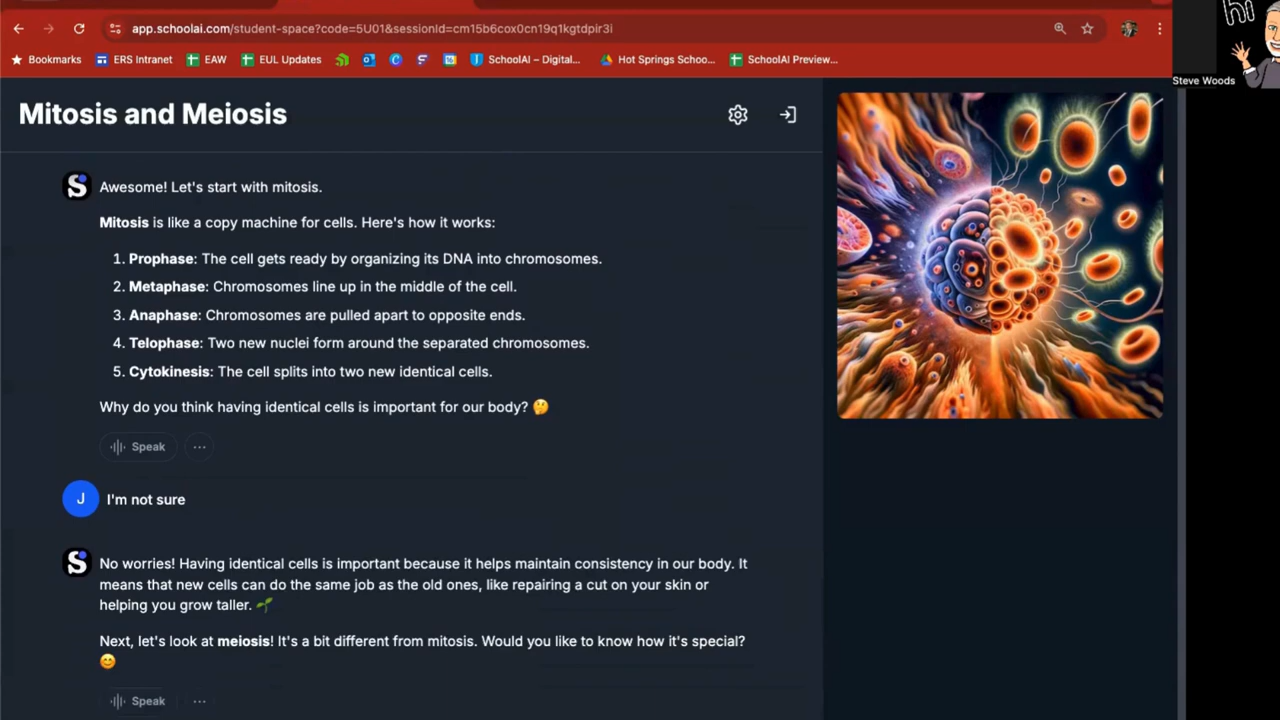 app.schoolai.com/student-space?code=5U01&sessionId=cm15b6cox0cn19q1kgtdpir3i
hi
Bookmarks ERS Intranet EAW EUL Updates SchoolAI – Digital... Hot Springs Schoo... SchoolAI Preview...
Steve Woods
Mitosis and Meiosis
Awesome! Let's start with mitosis.
Mitosis is like a copy machine for cells. Here's how it works:
1. Prophase: The cell gets ready by organizing its DNA into chromosomes.
2. Metaphase: Chromosomes line up in the middle of the cell.
3. Anaphase: Chromosomes are pulled apart to opposite ends.
4. Telophase: Two new nuclei form around the separated chromosomes.
5. Cytokinesis: The cell splits into two new identical cells.
Why do you think having identical cells is important for our body? 🤔
Speak ...
J I'm not sure
No worries! Having identical cells is important because it helps maintain consistency in our body. It
means that new cells can do the same job as the old ones, like repairing a cut on your skin or
helping you grow taller. 🌱
Next, let's look at meiosis! It's a bit different from mitosis. Would you like to know how it's special?
😊
Speak ...